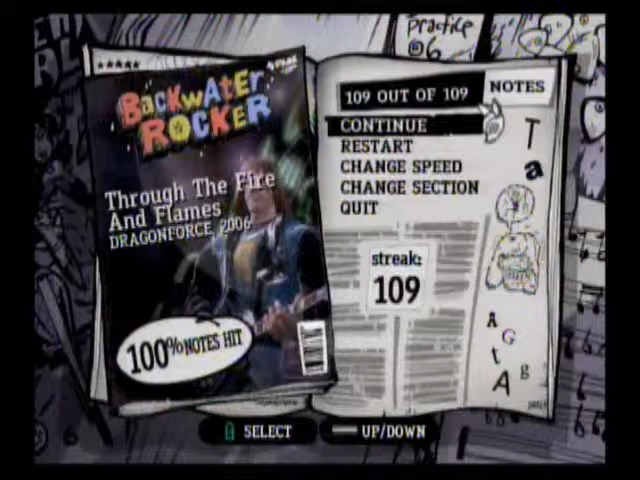 Practice
06
BACKWATER
ROCKER
Through The Fire
And Flames
DRAGONFORCE, 2006
100% NOTES HIT
109 OUT OF 109
NOTES
CONTINUE
RESTART
CHANGE SPEED
CHANGE SECTION
QUIT
streak:
109
T
a
A
G
t
g
A
SELECT
UP/DOWN